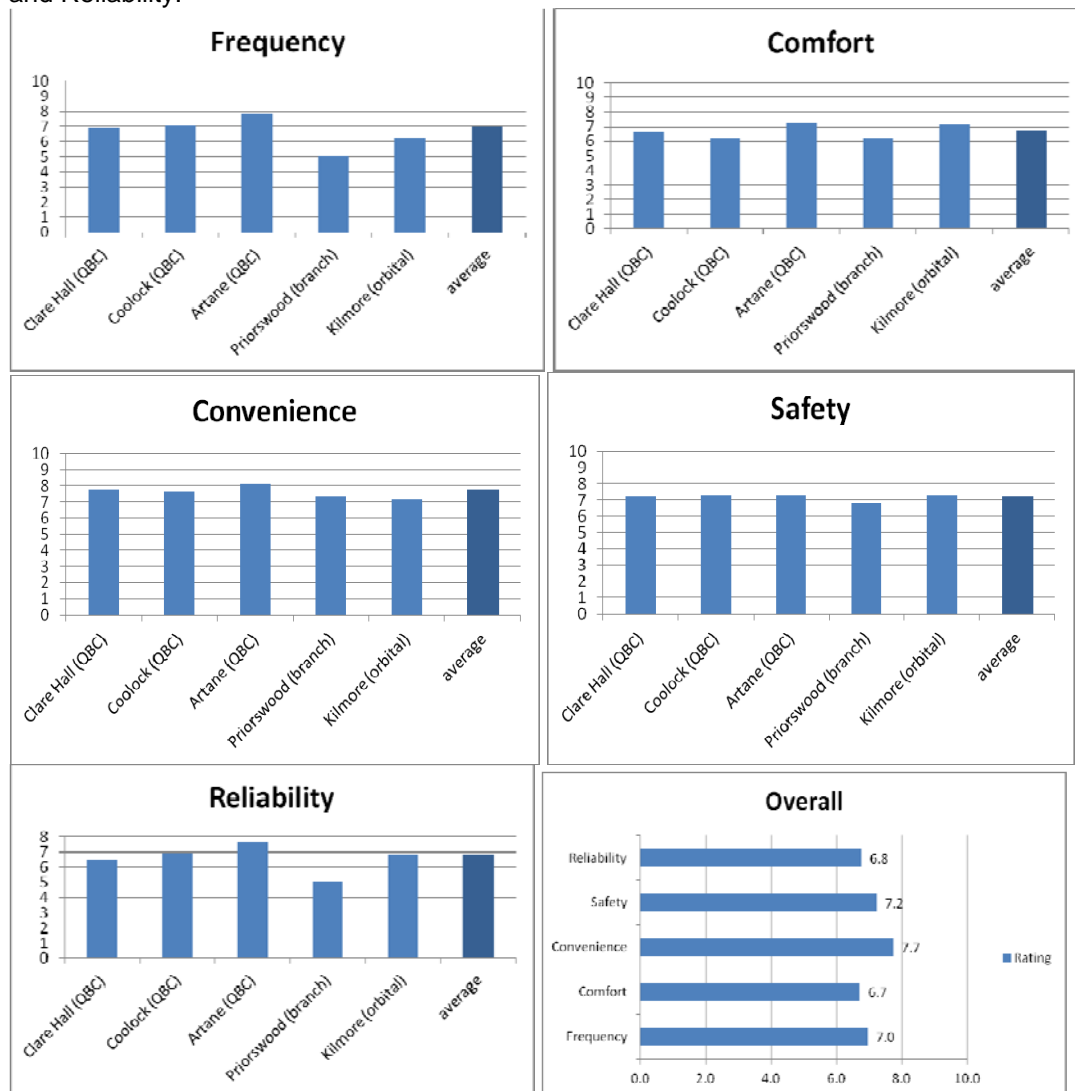 and Reliability.
Frequency
10
9
8
7
6
5
4
3
2
1
0
Clare Hall (QBC)
Coolock (QBC)
Artane (QBC)
Priorswood (branch)
Kilmore (orbital)
average
Comfort
10
9
8
7
6
5
4
3
2
1
0
Clare Hall (QBC)
Coolock (QBC)
Artane (QBC)
Priorswood (branch)
Kilmore (orbital)
average
Convenience
10
9
8
7
6
5
4
3
2
1
0
Clare Hall (QBC)
Coolock (QBC)
Artane (QBC)
Priorswood (branch)
Kilmore (orbital)
average
Safety
10
9
8
7
6
5
4
3
2
1
0
Clare Hall (QBC)
Coolock (QBC)
Artane (QBC)
Priorswood (branch)
Kilmore (orbital)
average
Reliability
8
7
6
5
4
3
2
1
0
Clare Hall (QBC)
Coolock (QBC)
Artane (QBC)
Priorswood (branch)
Kilmore (orbital)
average
Overall
Reliability 6.8
Safety 7.2
Convenience 7.7
Rating
Comfort 6.7
Frequency 7.0
0.0 2.0 4.0 6.0 8.0 10.0